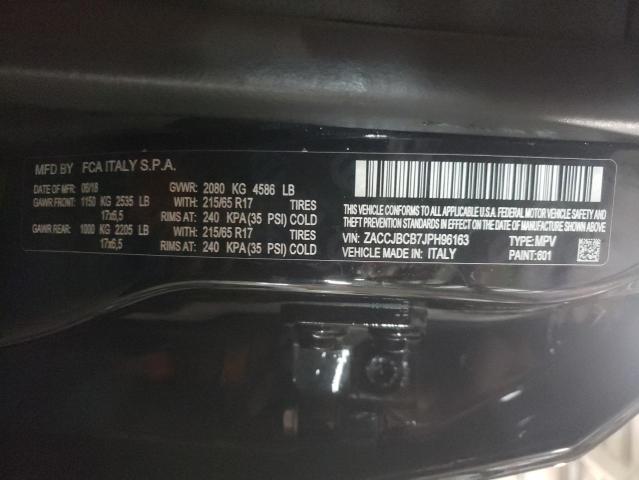 MFD BY FCA ITALY S.P.A.
DATE OF MFR: 06/18 GVWR: 2080 KG 4586 LB
GAWR FRONT: 1150 KG 2535 LB WITH: 215/65 R17 TIRES
17x6,5 RIMS AT: 240 KPA(35 PSI) COLD
GAWR REAR: 1000 KG 2205 LB WITH: 215/65 R17 TIRES
17x6,5 RIMS AT: 240 KPA(35 PSI) COLD
THIS VEHICLE CONFORMS TO ALL APPLICABLE U.S.A. FEDERAL MOTOR VEHICLE SAFETY, BUMPER AND
THEFT PREVENTION STANDARDS IN EFFECT ON THE DATE OF MANUFACTURE SHOWN ABOVE
VIN: ZACCJBCB7JPH96163 TYPE: MPV
VEHICLE MADE IN: ITALY PAINT: 601